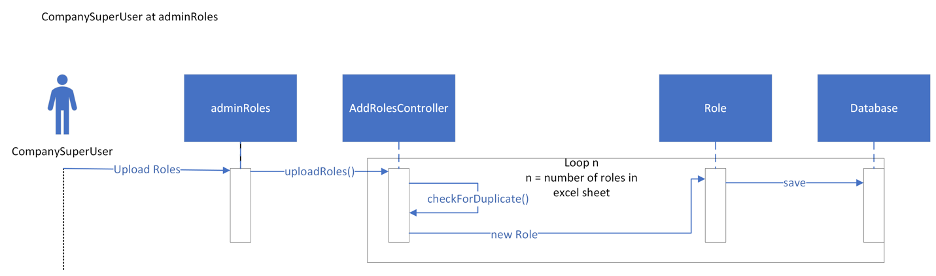 CompanySuperUser at adminRoles
adminRoles
AddRolesController
Role
Database
CompanySuperUser
Upload Roles
uploadRoles()
Loop n
n = number of roles in
excel sheet
checkForDuplicate()
save
new Role